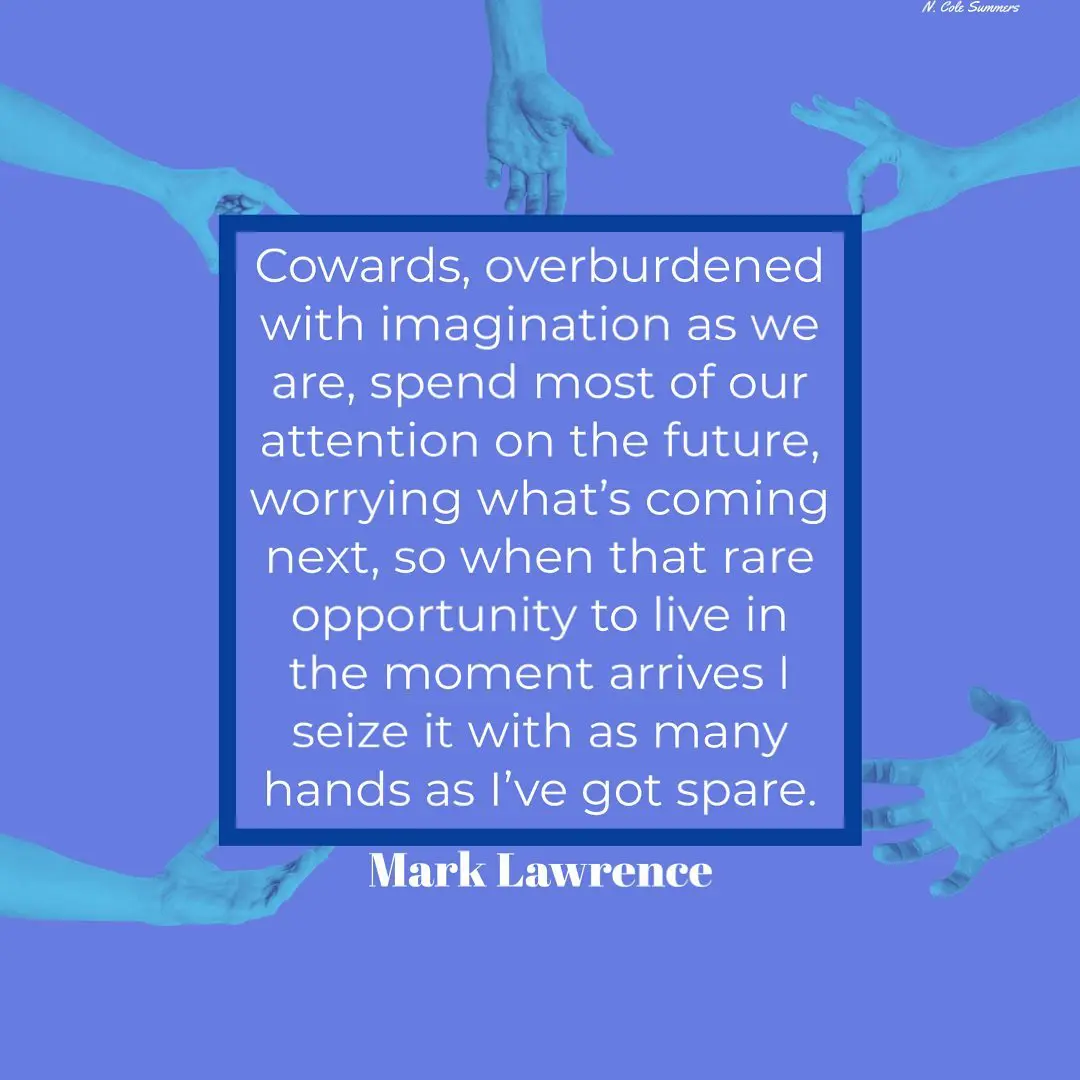 N. Cole Summers
Cowards, overburdened
with imagination as we
are, spend most of our
attention on the future,
worrying what’s coming
next, so when that rare
opportunity to live in
the moment arrives I
seize it with as many
hands as I’ve got spare.
Mark Lawrence